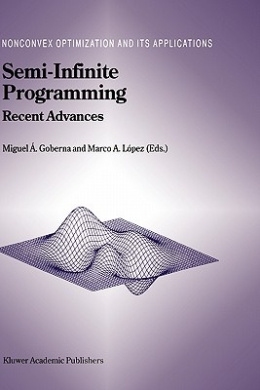 NONCONVEX OPTIMIZATION AND ITS APPLICATIONS
Semi-Infinite
Programming
Recent Advances
Miguel Á. Goberna and Marco A. López (Eds.)
Kluwer Academic Publishers